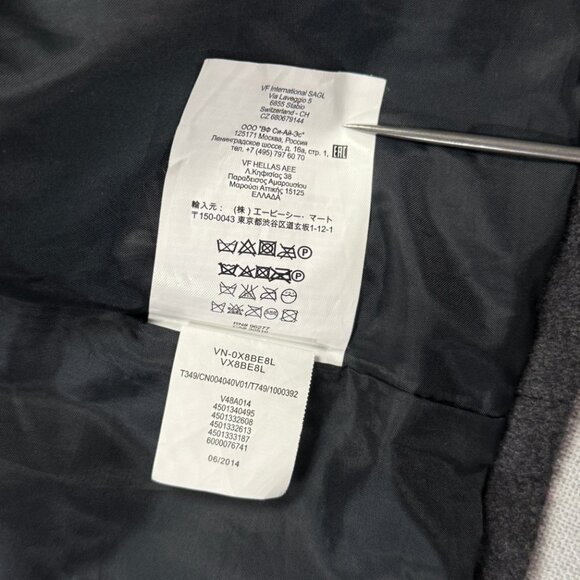 VF International SAGL
Via Laveggio 5
6855 Stabio
Switzerland - CH
CZ 680679144
ООО "ВФ Си-Ай-Эс"
125171 Москва, Россия
Ленинградское шоссе, д. 16а, стр. 1.
тел. +7 (495) 797 60 70
EAC
VF HELLAS AEE
Λ.Κηφισίας 38
Παράδεισος Αμαρουσίου
Μαρούσι Αττικής 15125
ΕΛΛΑΔΑ
輸入元: (株) エービーシー・マート
〒150-0043 東京都渋谷区道玄坂1-12-1
P
P
RN# 96277
VN-0X8BE8L
VX8BE8L
T349/CN004040V01/T749/1000392
V48A014
4501340495
4501332608
4501332613
4501333187
6000076741
06/2014